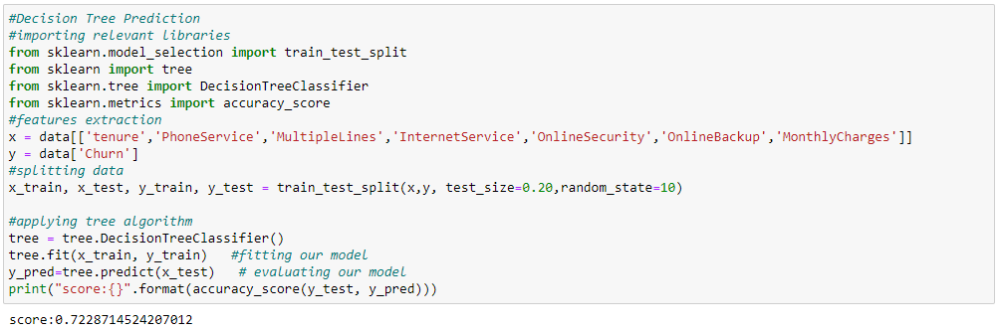 #Decision Tree Prediction
#importing relevant libraries
from sklearn.model_selection import train_test_split
from sklearn import tree
from sklearn.tree import DecisionTreeClassifier
from sklearn.metrics import accuracy_score
#features extraction
x = data[['tenure','PhoneService','MultipleLines','InternetService','OnlineSecurity','OnlineBackup','MonthlyCharges']]
y = data['Churn']
#splitting data
x_train, x_test, y_train, y_test = train_test_split(x,y, test_size=0.20,random_state=10)

#applying tree algorithm
tree = tree.DecisionTreeClassifier()
tree.fit(x_train, y_train)   #fitting our model
y_pred=tree.predict(x_test)   # evaluating our model
print("score:{}".format(accuracy_score(y_test, y_pred)))
score:0.7228714524207012